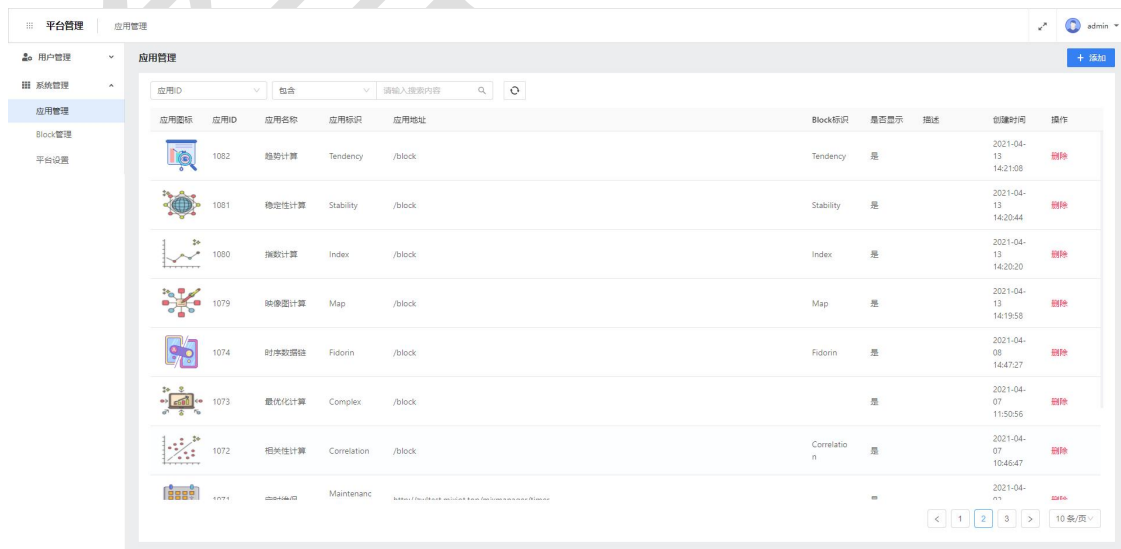 平台管理 应用管理 admin
用户管理
应用管理
+ 添加
系统管理
应用ID 包含 请输入搜索内容
应用管理
Block管理
平台设置
应用图标 应用ID 应用名称 应用标识 应用地址 Block标识 是否显示 描述 创建时间 操作
1082 趋势计算 Tendency /block Tendency 是 2021-04-
13
14:21:08 删除
1081 稳定性计算 Stability /block Stability 是 2021-04-
13
14:20:44 删除
1080 指数计算 Index /block Index 是 2021-04-
13
14:20:20 删除
1079 映像图计算 Map /block Map 是 2021-04-
13
14:19:58 删除
1074 时序数据链 Fidorin /block Fidorin 是 2021-04-
08
14:47:27 删除
1073 最优化计算 Complex /block 是 2021-04-
07
11:50:56 删除
1072 相关性计算 Correlation /block Correlatio
n 是 2021-04-
07
10:46:47 删除
Maintenanc
2021-04-
< 1 2 3 > 10 条/页